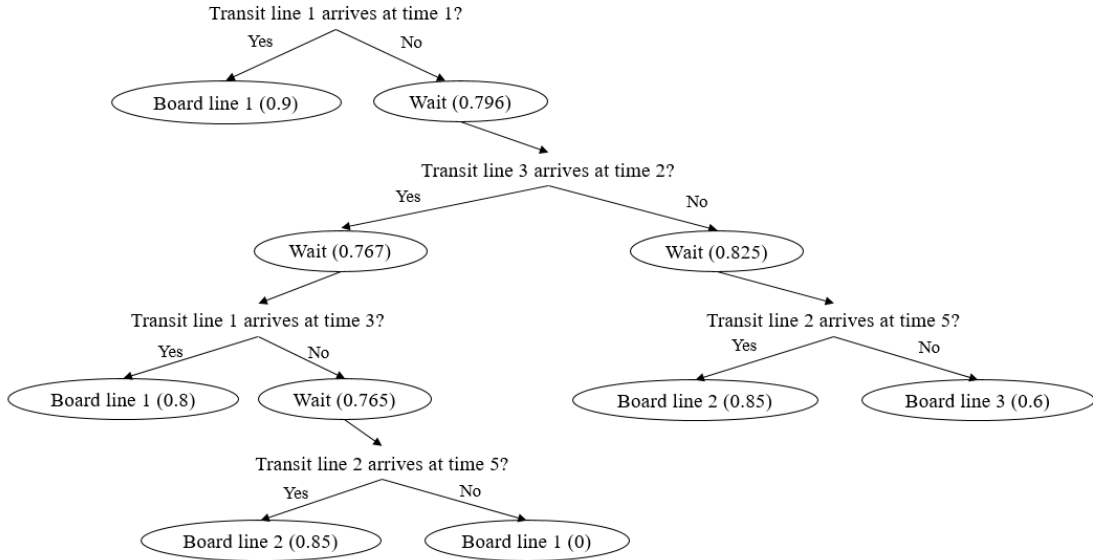 Transit line 1 arrives at time 1?
Yes
No
Board line 1 (0.9)
Wait (0.796)
Transit line 3 arrives at time 2?
Yes
No
Wait (0.767)
Wait (0.825)
Transit line 1 arrives at time 3?
Transit line 2 arrives at time 5?
Yes
No
Yes
No
Board line 1 (0.8)
Wait (0.765)
Board line 2 (0.85)
Board line 3 (0.6)
Transit line 2 arrives at time 5?
Yes
No
Board line 2 (0.85)
Board line 1 (0)